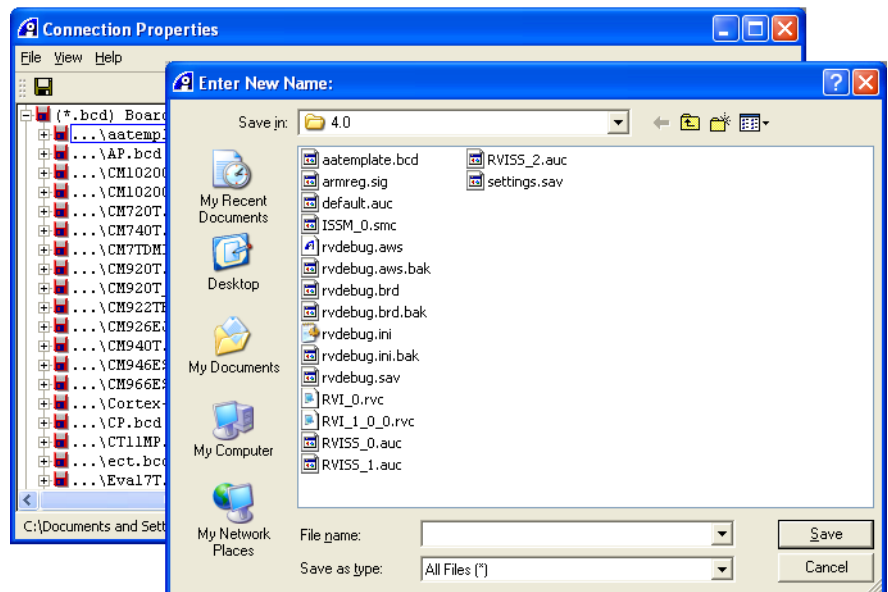 Connection Properties
File View Help
Enter New Name:
(*.bcd) Board
...\aatempl
...\AP.bcd
...\CM10200
...\CM10200
...\CM720T.
...\CM740T.
...\CM7TDMI
...\CM920T.
...\CM920T_
...\CM922TE
...\CM926EJ
...\CM940T.
...\CM946ES
...\CM966ES
...\Cortex-
...\CP.bcd
...\CT11MP.
...\ect.bcd
...\Eval7T.
C:\Documents and Sett
Save in: 4.0
My Recent
Documents
Desktop
My Documents
My Computer
My Network
Places
aatemplate.bcd
armreg.sig
default.auc
ISSM_0.smc
rvdebug.aws
rvdebug.aws.bak
rvdebug.brd
rvdebug.brd.bak
rvdebug.ini
rvdebug.ini.bak
rvdebug.sav
RVI_0.rvc
RVI_1_0_0.rvc
RVISS_0.auc
RVISS_1.auc
RVISS_2.auc
settings.sav
File name: Save
Save as type: All Files (*) Cancel